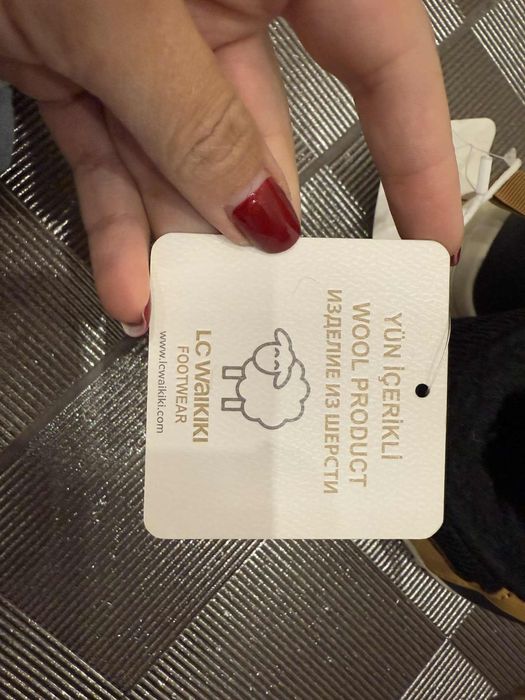 YÜN İÇERİKLİ
WOOL PRODUCT
ИЗДЕЛИЕ ИЗ ШЕРСТИ
LC WAIKIKI
FOOTWEAR
www.lcwaikiki.com